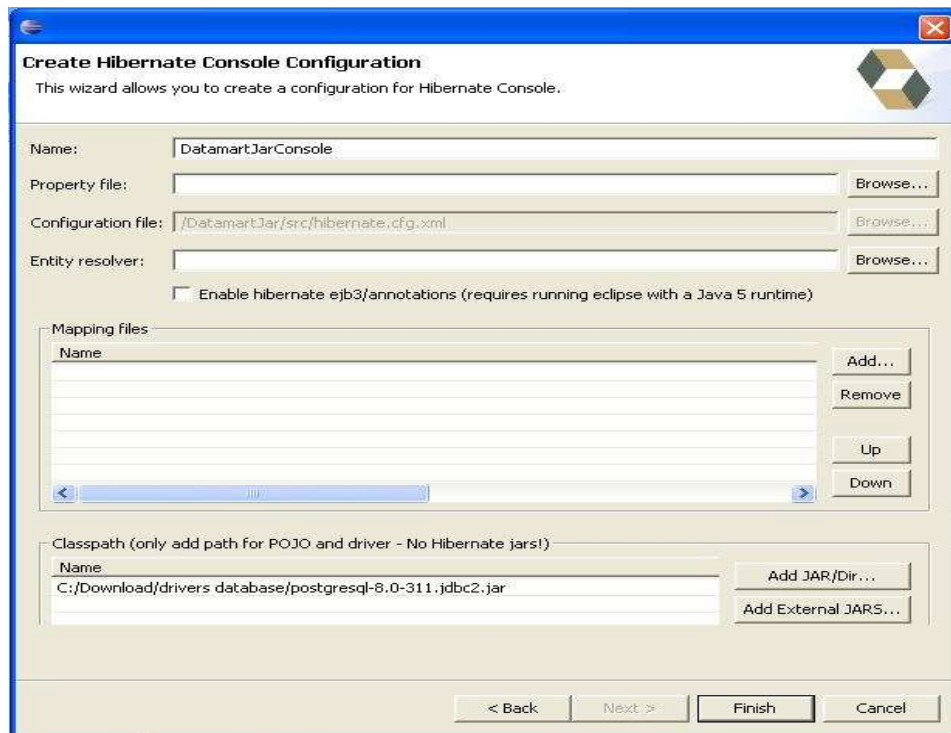 Create Hibernate Console Configuration
This wizard allows you to create a configuration for Hibernate Console.
Name: DatamartJarConsole
Property file: Browse...
Configuration file: /DatamartJar/src/hibernate.cfg.xml Browse...
Entity resolver: Browse...
Enable hibernate ejb3/annotations (requires running eclipse with a Java 5 runtime)
Mapping files
Name
Add...
Remove
Up
Down
Classpath (only add path for POJO and driver - No Hibernate jars!)
Name
C:/Download/drivers database/postgresql-8.0-311.jdbc2.jar
Add JAR/Dir...
Add External JARS...
< Back Next > Finish Cancel